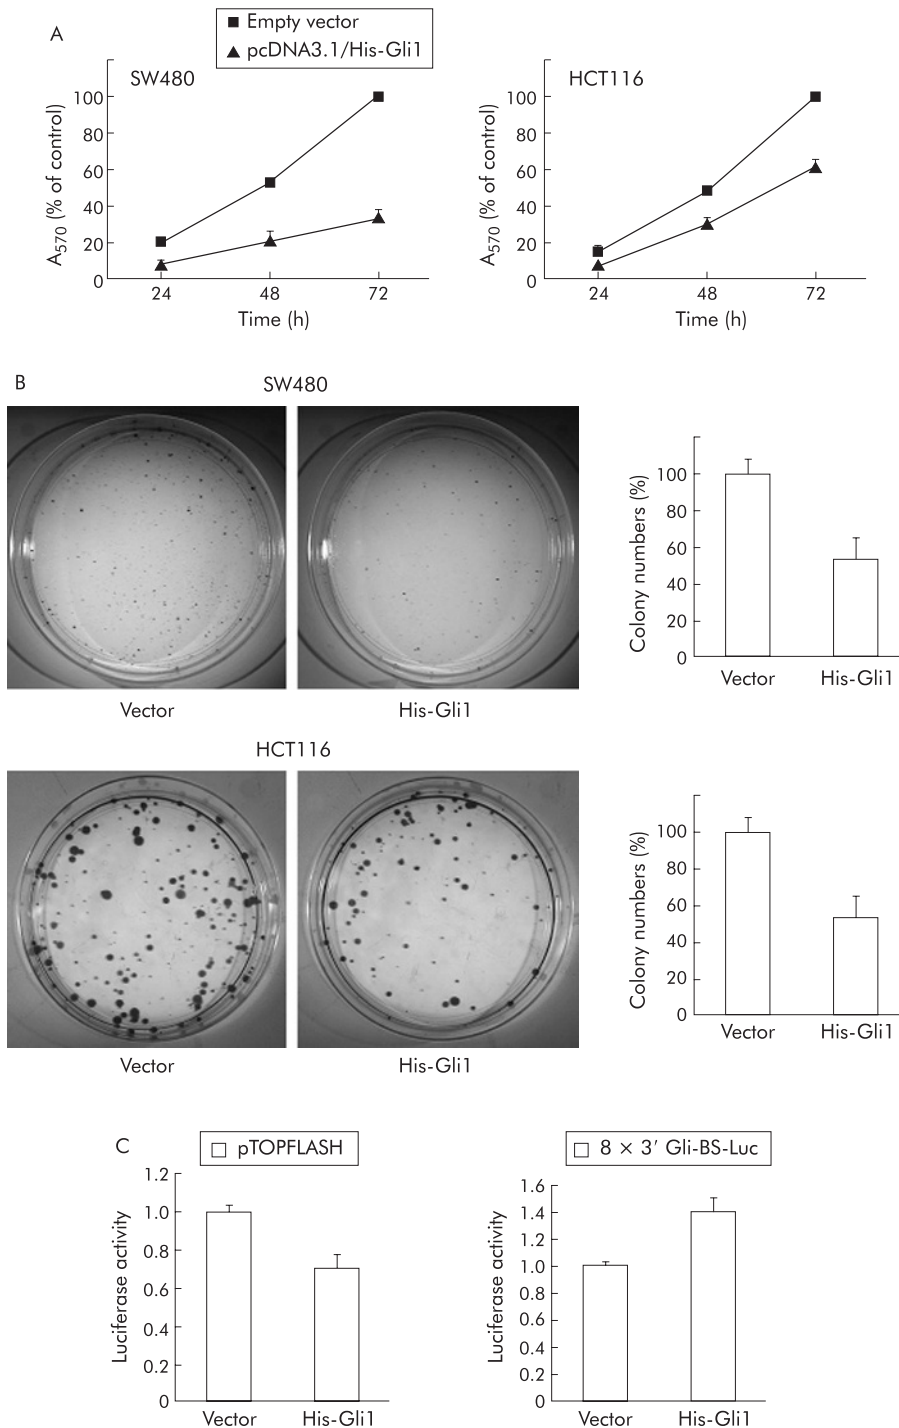 A
Empty vector
pcDNA3.1/His-Gli1
SW480
A570 (% of control)
100
80
60
40
20
0
24 48 72
Time (h)
HCT116
A570 (% of control)
100
80
60
40
20
0
24 48 72
Time (h)
B
SW480
Vector His-Gli1
Colony numbers (%)
100
80
60
40
20
0
Vector His-Gli1
HCT116
Vector His-Gli1
Colony numbers (%)
100
80
60
40
20
0
Vector His-Gli1
C
pTOPFLASH
Luciferase activity
1.2
1.0
0.8
0.6
0.4
0.2
0
Vector His-Gli1
8 × 3′ Gli-BS-Luc
Luciferase activity
1.6
1.4
1.2
1.0
0.8
0.6
0.4
0.2
0
Vector His-Gli1